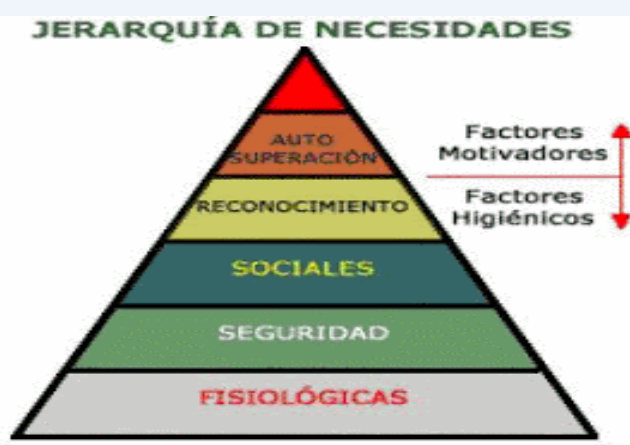 JERARQUÍA DE NECESIDADES
AUTO
SUPERACIÓN
Factores
Motivadores
RECONOCIMIENTO
Factores
Higiénicos
SOCIALES
SEGURIDAD
FISIOLÓGICAS